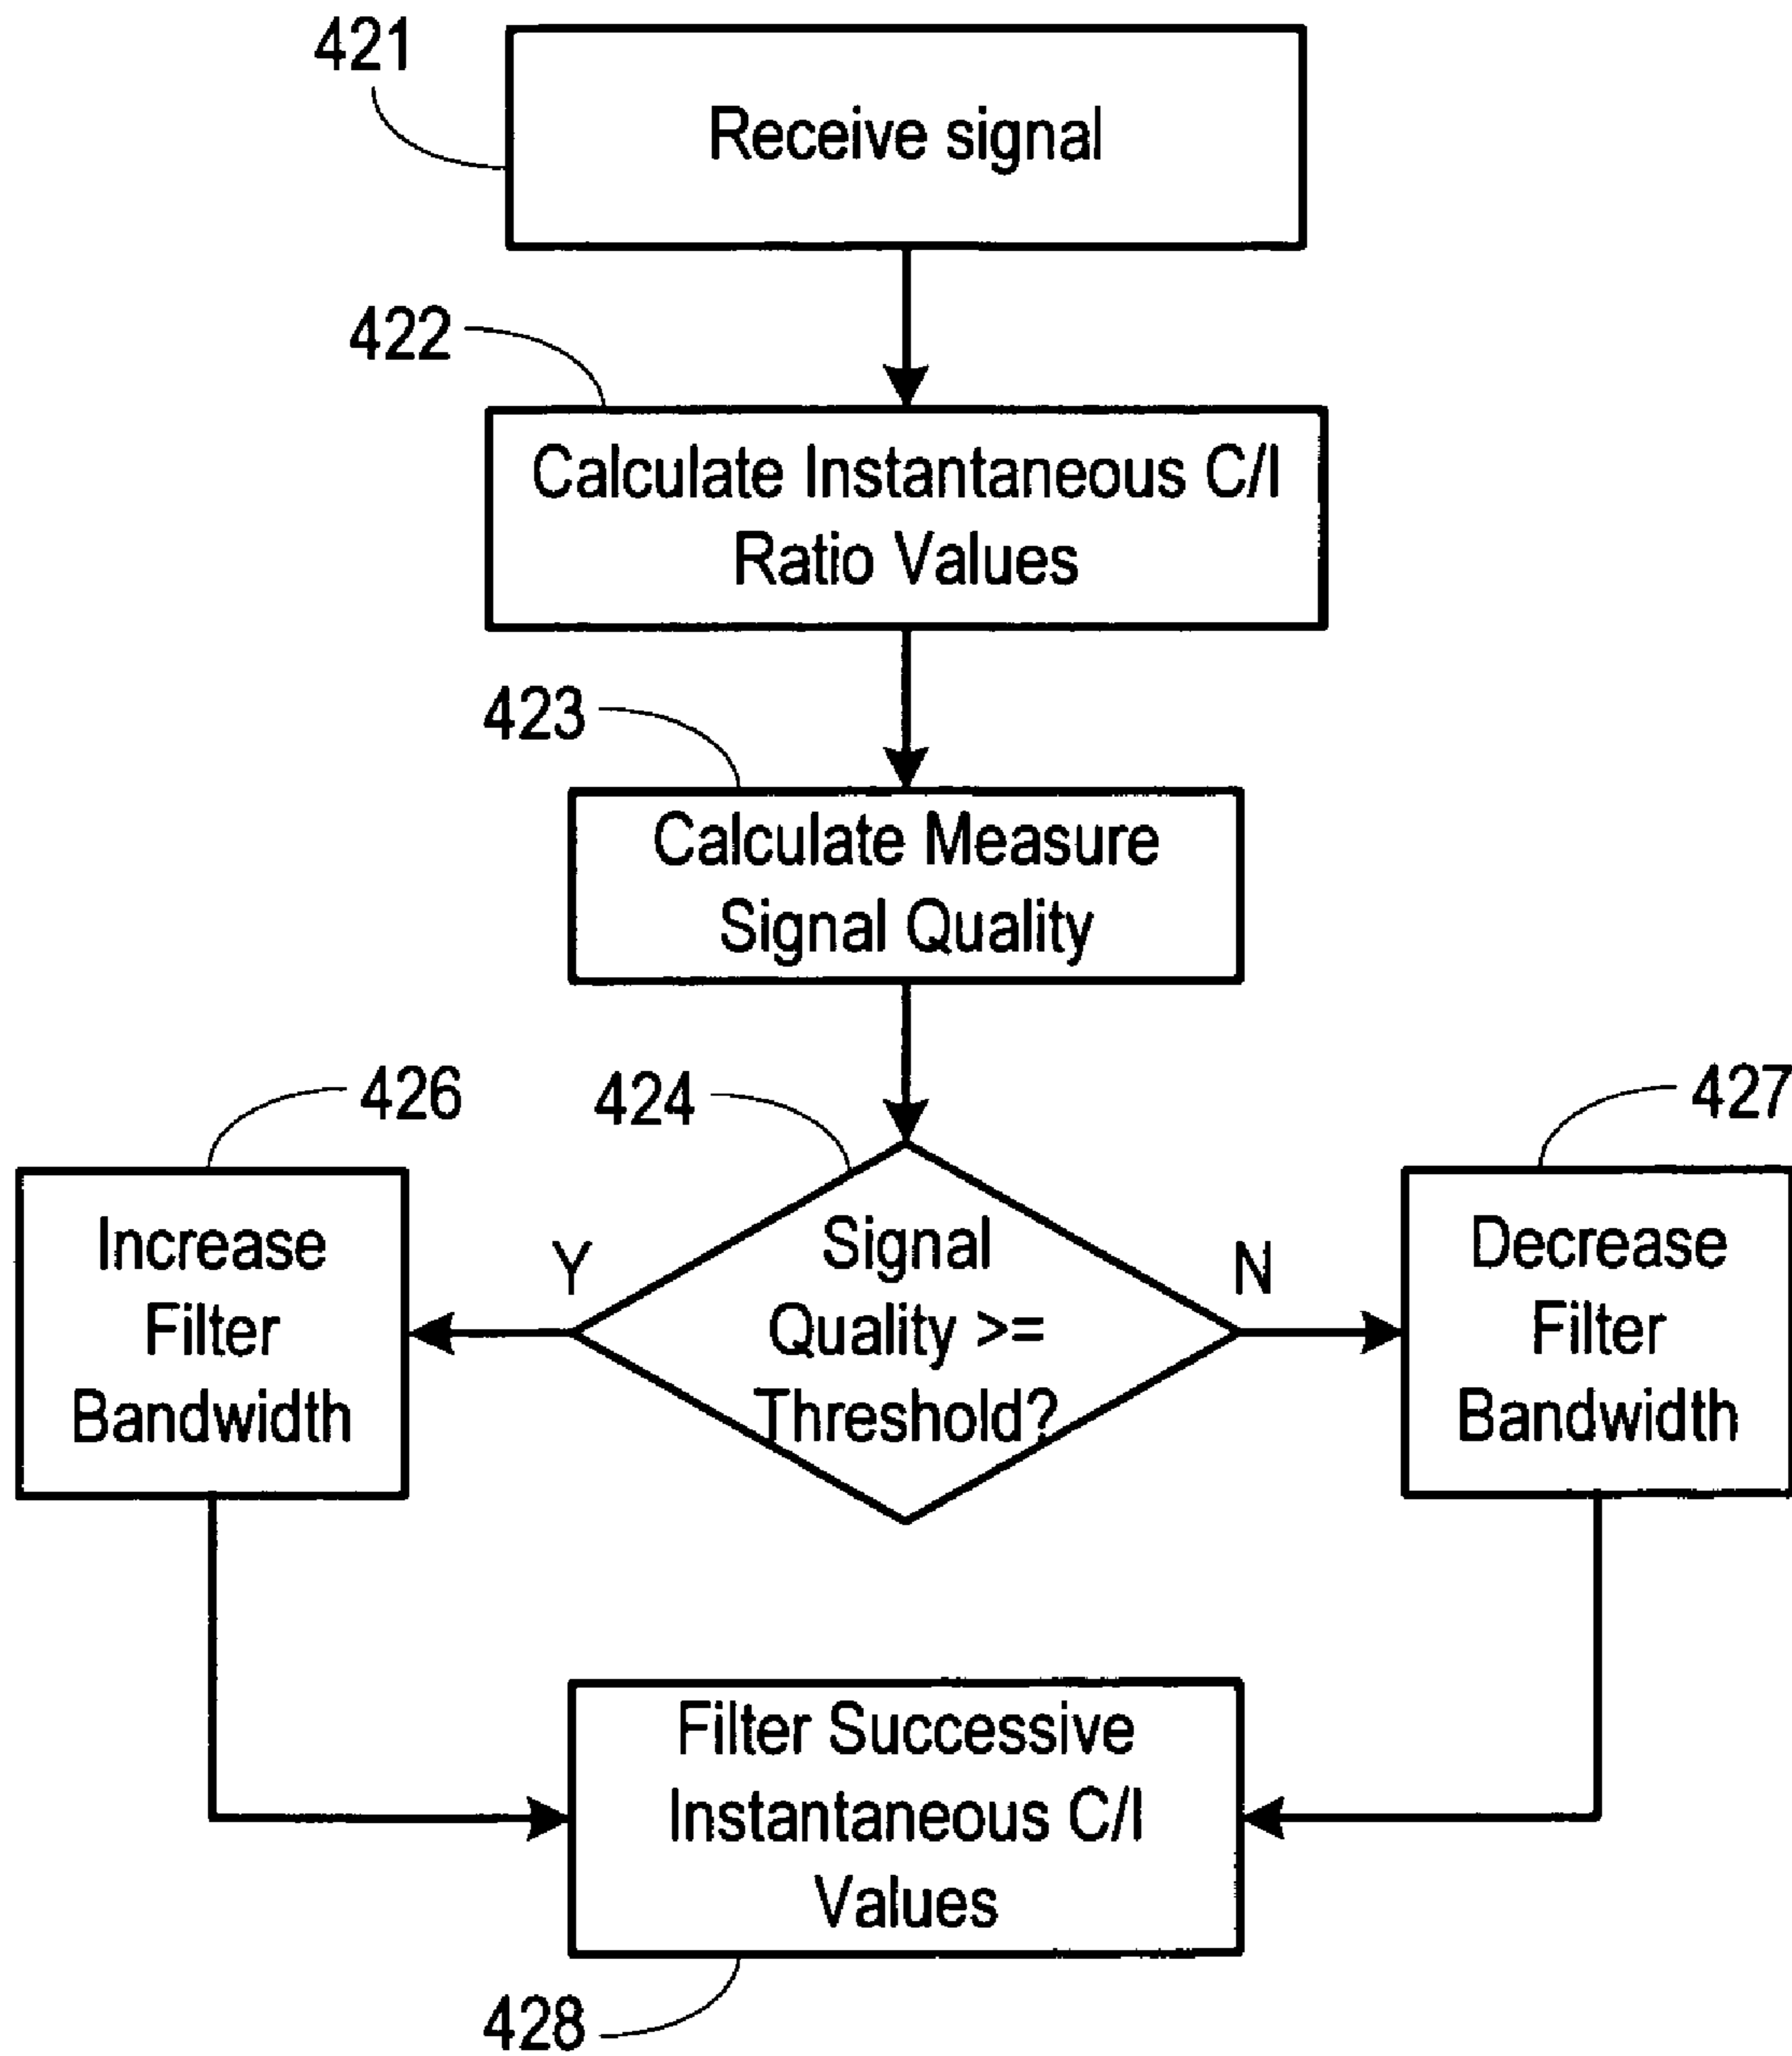 421
Receive signal
422
Calculate Instantaneous C/I
Ratio Values
423
Calculate Measure
Signal Quality
426
424
427
Increase
Filter
Bandwidth
Y
Signal
Quality >=
Threshold?
N
Decrease
Filter
Bandwidth
Filter Successive
Instantaneous C/I
Values
428